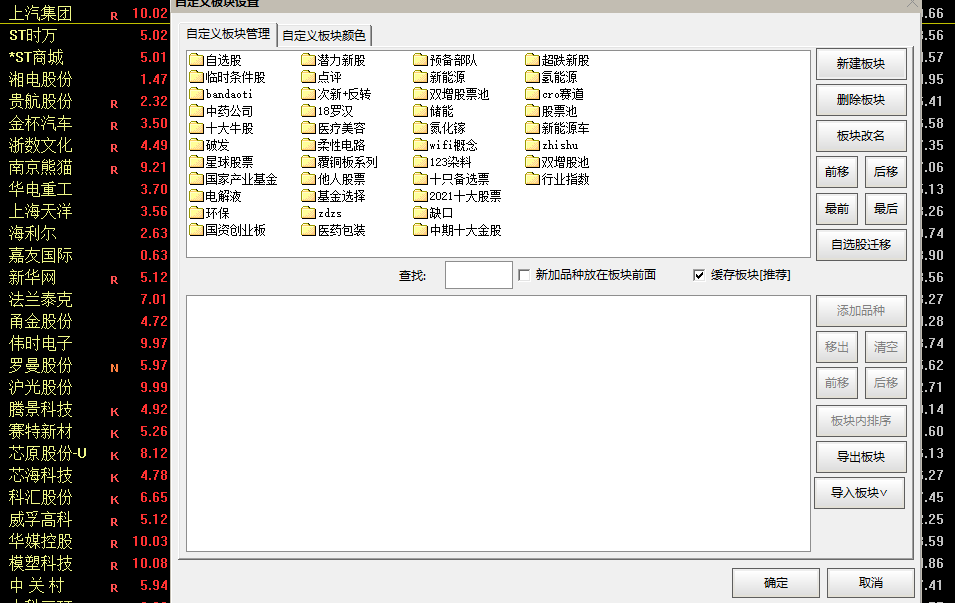 自定义板块设置
自定义板块管理 自定义板块颜色
上汽集团 R 10.02
ST时万 5.02
*ST商城 5.01
湘电股份 1.47
贵航股份 R 2.32
金杯汽车 R 3.50
浙数文化 R 4.49
南京熊猫 R 9.21
华电重工 3.70
上海天洋 3.56
海利尔 2.63
嘉友国际 0.63
新华网 R 5.12
法兰泰克 7.01
甬金股份 4.72
伟时电子 9.97
罗曼股份 N 5.97
沪光股份 9.99
腾景科技 K 4.92
赛特新材 K 5.26
芯原股份-U K 8.12
芯海科技 K 4.78
科汇股份 K 6.65
威孚高科 R 5.12
华媒控股 R 10.03
模塑科技 R 10.08
中关村 R 5.94
自选股 潜力新股 预备部队 超跌新股
临时条件股 点评 新能源 氢能源
bandaoti 次新+反转 双增股票池 cro赛道
中药公司 18罗汉 储能 股票池
十大牛股 医疗美容 氮化镓 新能源车
破发 柔性电路 wifi概念 zhishu
星球股票 覆铜板系列 123染料 双增股池
国家产业基金 他人股票 十只备选票 行业指数
电解液 基金选择 2021十大股票
环保 zdzs 缺口
国资创业板 医药包装 中期十大金股
新建板块
删除板块
板块改名
前移 后移
最前 最后
自选股迁移
查找: 新加品种放在板块前面 缓存板块[推荐]
添加品种
移出 清空
前移 后移
板块内排序
导出板块
导入板块∨
确定 取消
.66
.56
.57
.95
.41
.58
.35
.06
.13
.26
.74
.90
.56
.27
.28
.74
.62
.71
.14
.60
.13
.27
.45
.25
.59
.86
.41